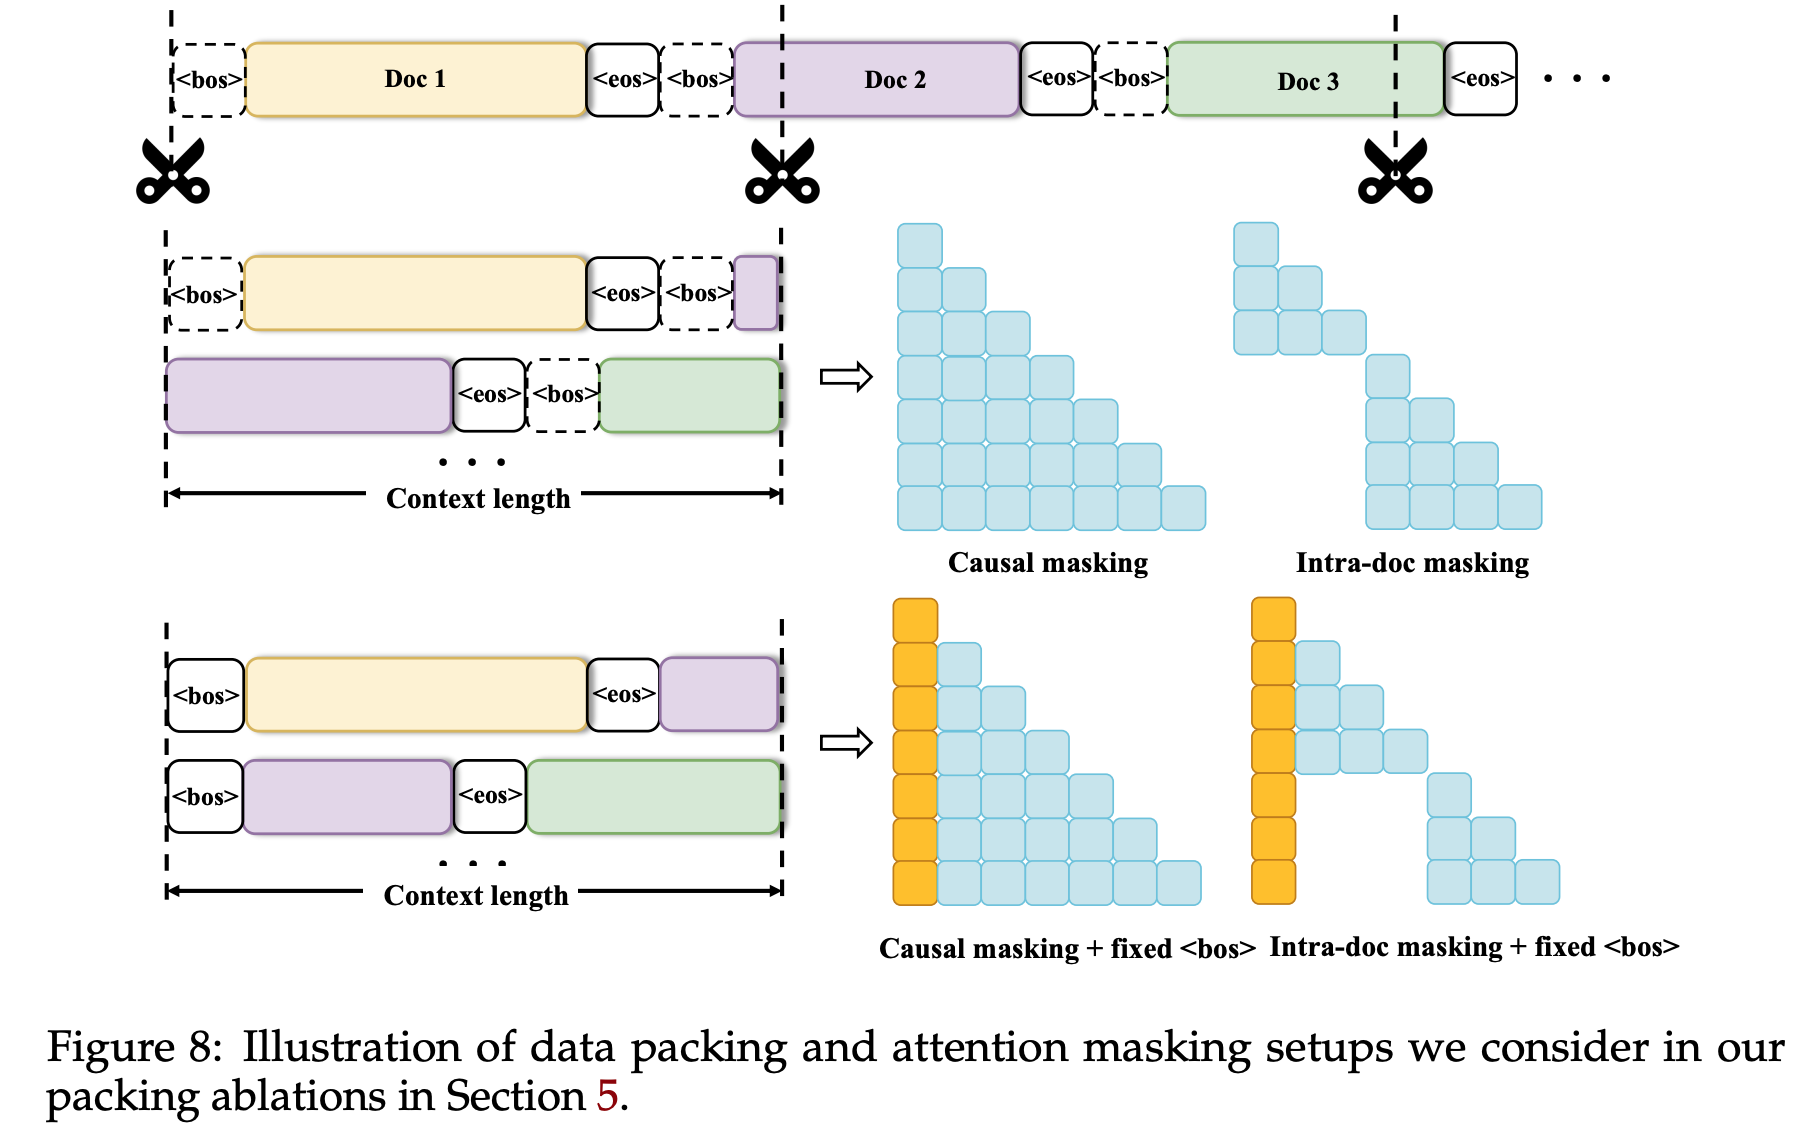 <bos> Doc 1 <eos> <bos> Doc 2 <eos> <bos> Doc 3 <eos> . . .
<bos> <eos> <bos>
<eos> <bos>
. . .
Context length
Causal masking
Intra-doc masking
<bos> <eos>
<bos> <eos>
. . .
Context length
Causal masking + fixed <bos>
Intra-doc masking + fixed <bos>
Figure 8: Illustration of data packing and attention masking setups we consider in our
packing ablations in Section 5.